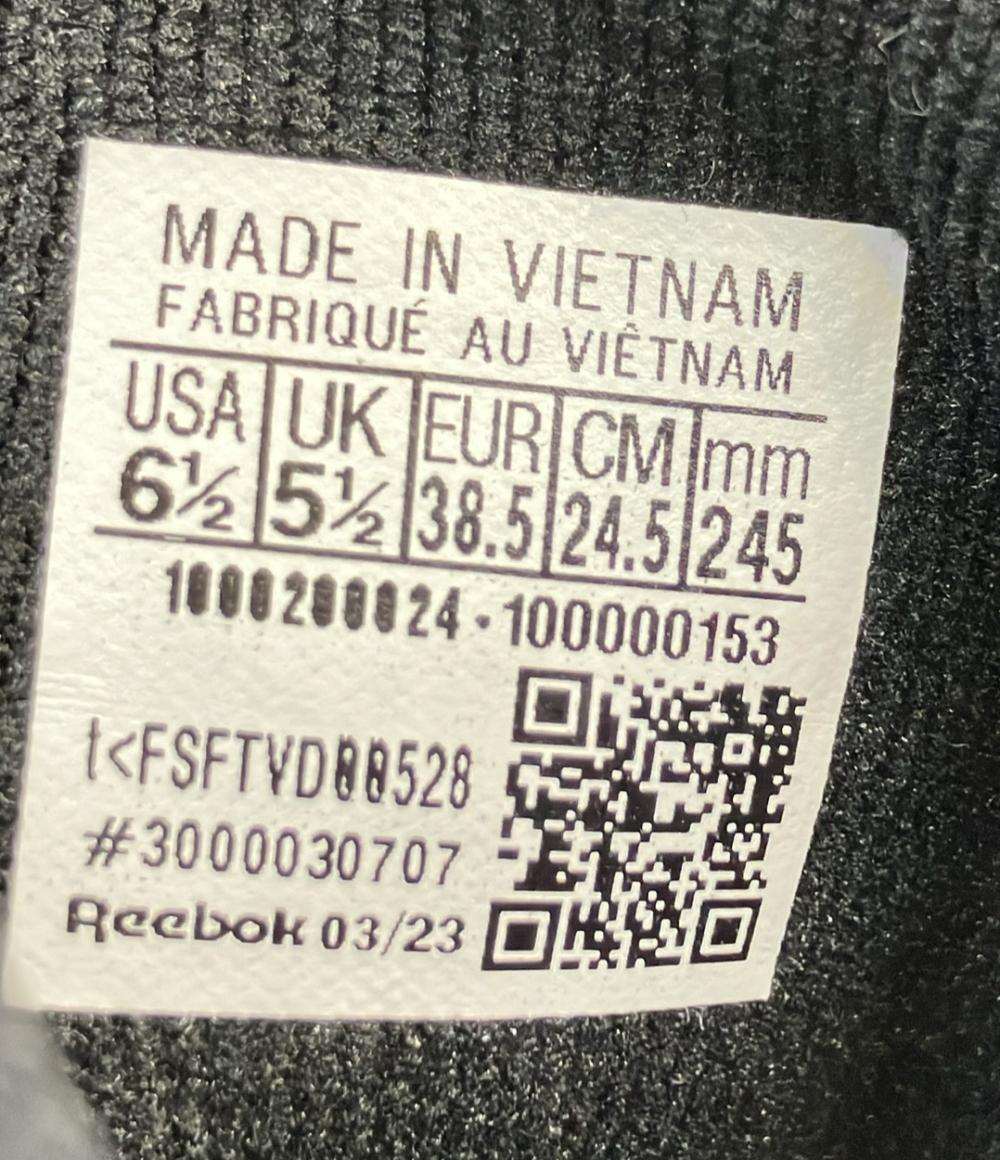 MADE IN VIETNAM
FABRIQUÉ AU VIÊTNAM
USA UK EUR CM mm
6½ 5½ 38.5 24.5 245
1000200024 · 100000153
t<FSFTVD00528
#3000030707
Reebok 03/23